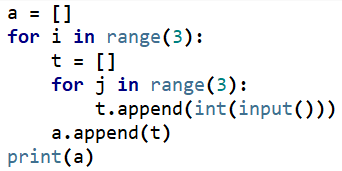 a = []
for i in range(3):
    t = []
    for j in range(3):
        t.append(int(input()))
    a.append(t)
print(a)